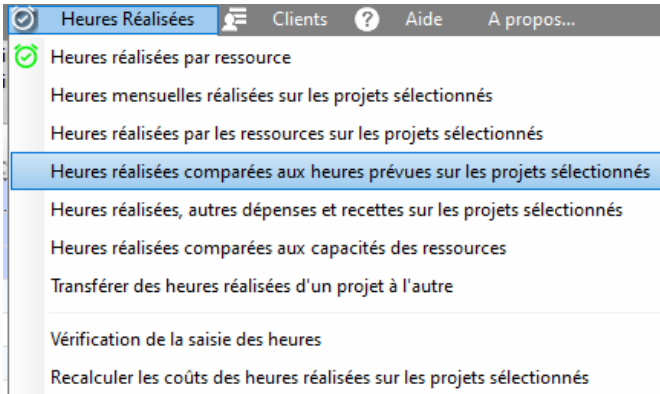 Heures Réalisées Clients ? Aide A propos...
Heures réalisées par ressource
Heures mensuelles réalisées sur les projets sélectionnés
Heures réalisées par les ressources sur les projets sélectionnés
Heures réalisées comparées aux heures prévues sur les projets sélectionnés
Heures réalisées, autres dépenses et recettes sur les projets sélectionnés
Heures réalisées comparées aux capacités des ressources
Transférer des heures réalisées d'un projet à l'autre
Vérification de la saisie des heures
Recalculer les coûts des heures réalisées sur les projets sélectionnés